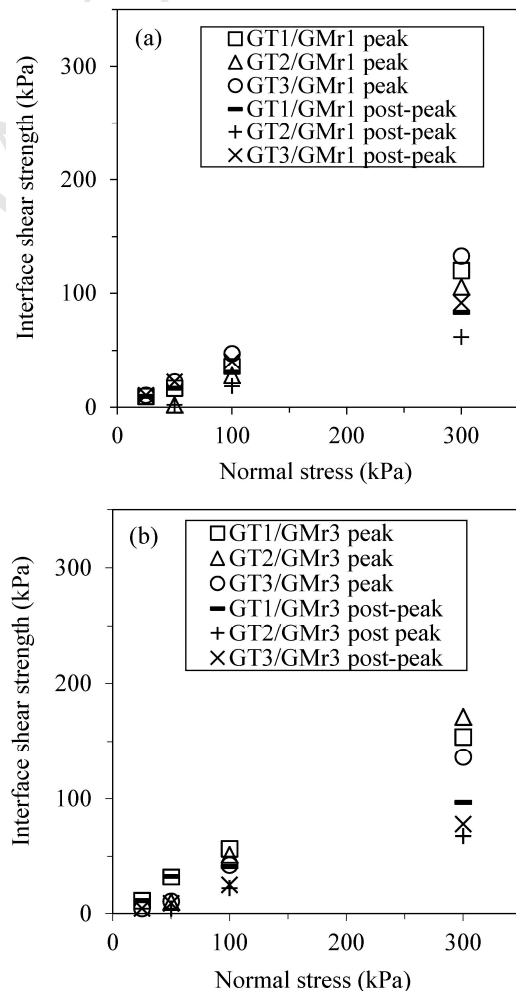 (a)
GT1/GMr1 peak
GT2/GMr1 peak
GT3/GMr1 peak
GT1/GMr1 post-peak
GT2/GMr1 post-peak
GT3/GMr1 post-peak
Interface shear strength (kPa)
300
200
100
0
0 100 200 300
Normal stress (kPa)
(b)
GT1/GMr3 peak
GT2/GMr3 peak
GT3/GMr3 peak
GT1/GMr3 post-peak
GT2/GMr3 post peak
GT3/GMr3 post-peak
Interface shear strength (kPa)
300
200
100
0
0 100 200 300
Normal stress (kPa)